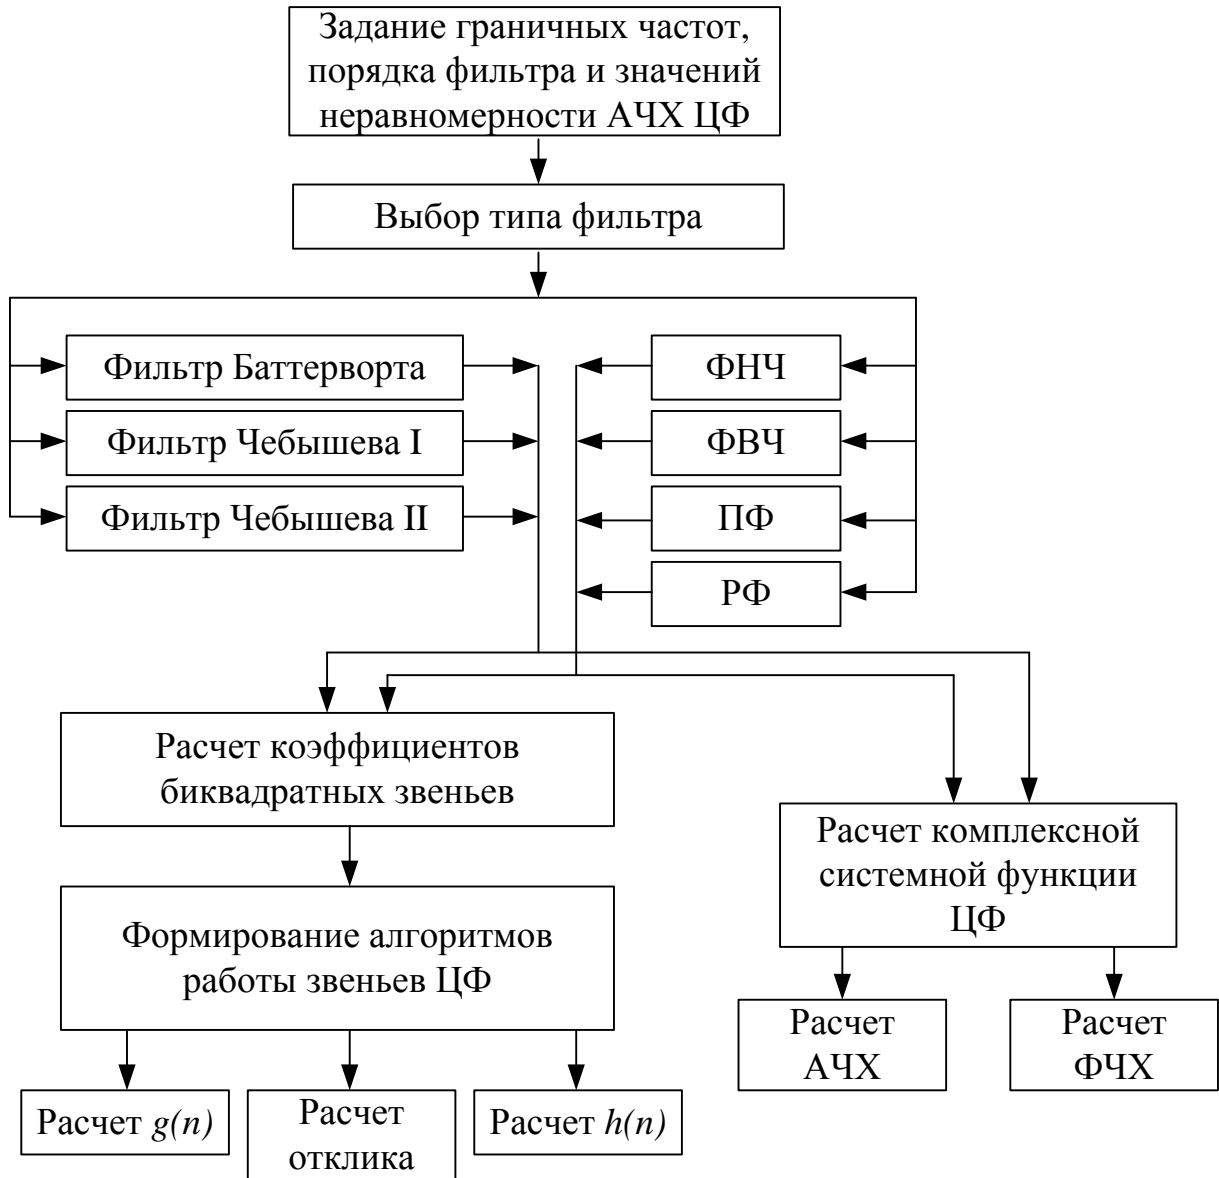 Задание граничных частот,
порядка фильтра и значений
неравномерности АЧХ ЦФ
Выбор типа фильтра
Фильтр Баттерворта
Фильтр Чебышева I
Фильтр Чебышева II
ФНЧ
ФВЧ
ПФ
РФ
Расчет коэффициентов
биквадратных звеньев
Формирование алгоритмов
работы звеньев ЦФ
Расчет g(n)
Расчет
отклика
Расчет h(n)
Расчет комплексной
системной функции
ЦФ
Расчет
АЧХ
Расчет
ФЧХ